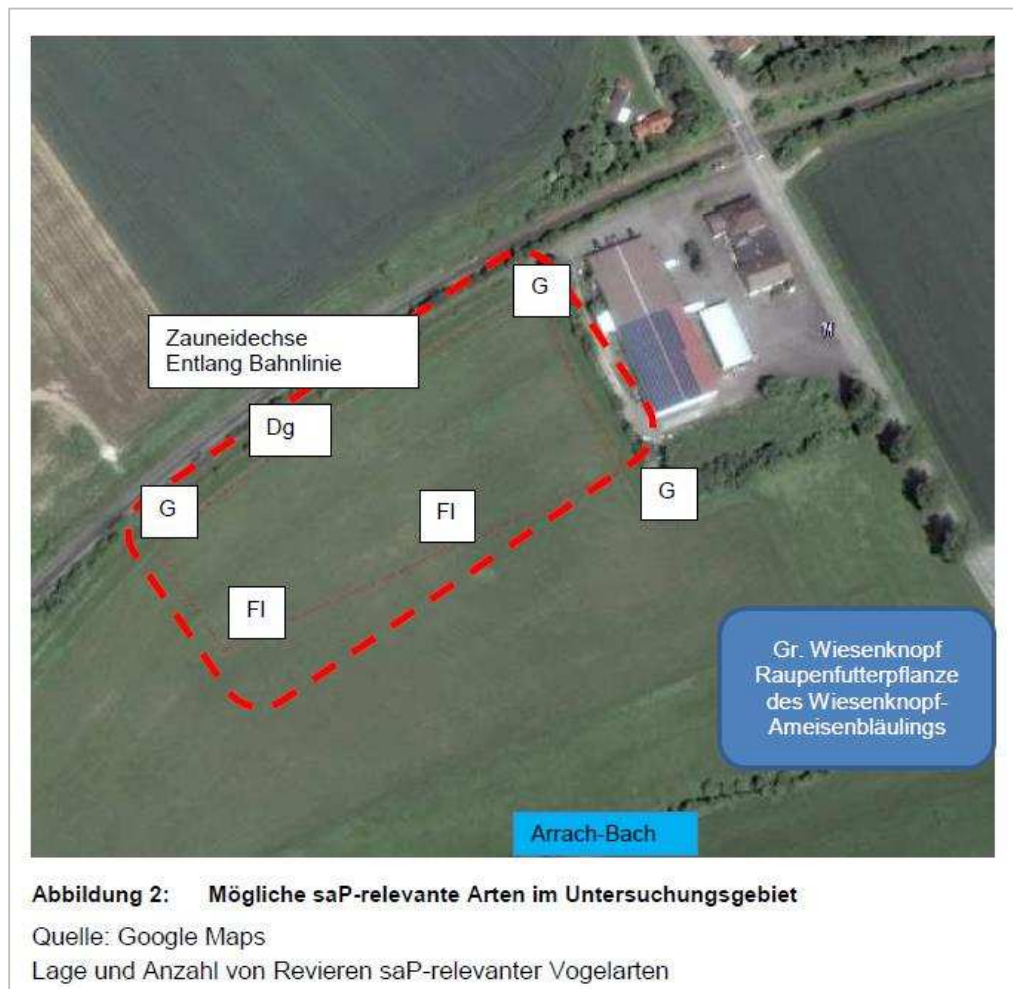 G
Zauneidechse
Entlang Bahnlinie
Dg
G
Fl
G
Fl
Gr. Wiesenknopf
Raupenfutterpflanze
des Wiesenknopf-
Ameisenbläulings
Arrach-Bach
Abbildung 2: Mögliche saP-relevante Arten im Untersuchungsgebiet
Quelle: Google Maps
Lage und Anzahl von Revieren saP-relevanter Vogelarten